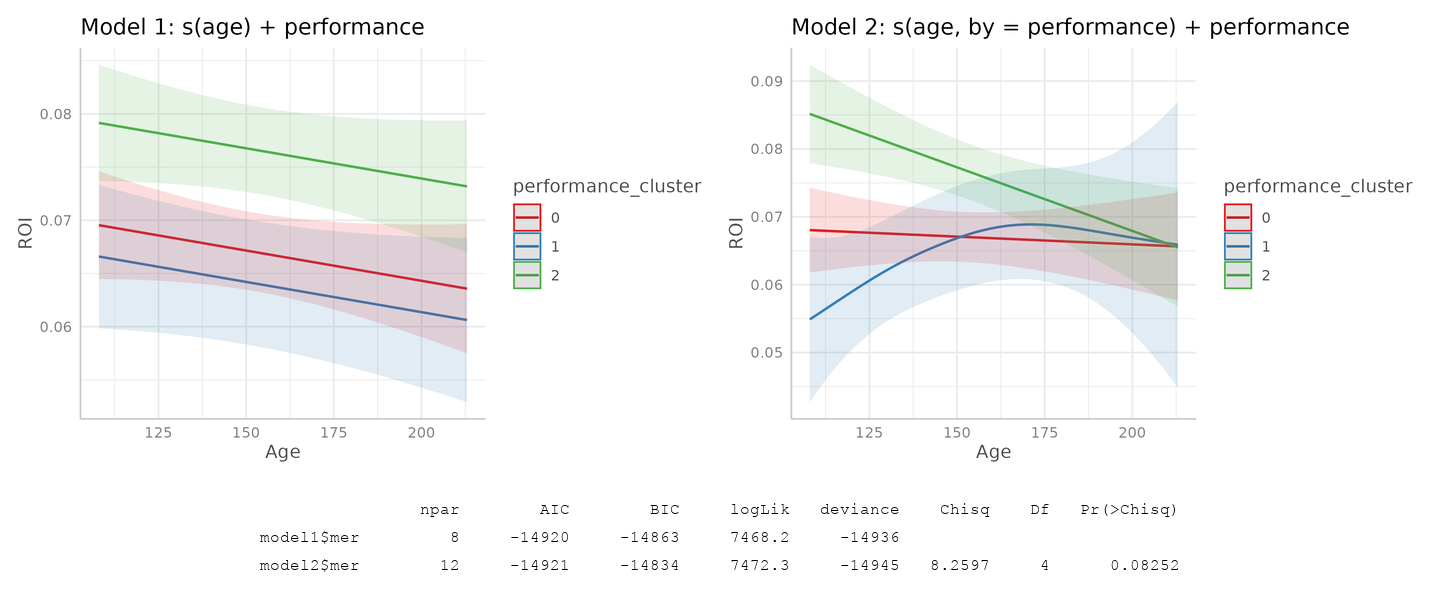 Model 1: s(age) + performance
0.08
0.07
0.06
ROI
125 150 175 200
Age
performance_cluster
0
1
2
Model 2: s(age, by = performance) + performance
0.09
0.08
0.07
0.06
0.05
ROI
125 150 175 200
Age
performance_cluster
0
1
2
npar AIC BIC logLik deviance Chisq Df Pr(>Chisq)
model1$mer 8 -14920 -14863 7468.2 -14936
model2$mer 12 -14921 -14834 7472.3 -14945 8.2597 4 0.08252